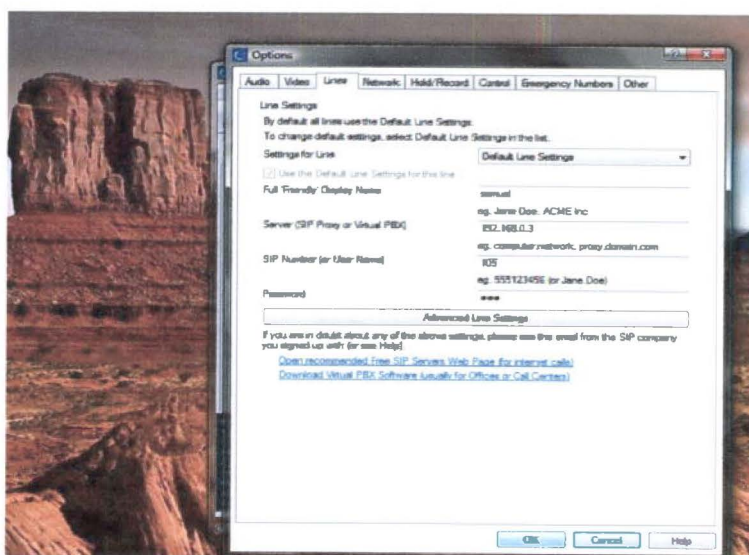 Options
Audio Video Lines Network Hold/Record Control Emergency Numbers Other
Line Settings
By default all lines use the Default Line Settings.
To change default settings, select Default Line Settings in the list.
Settings for Line
Default Line Settings
Use the Default Line Settings for this line
Full 'Friendly' Display Name
samuel
eg. Jane Doe, ACME Inc
Server (SIP Proxy or Virtual PBX)
192.168.0.3
eg. computer.network, proxy.domain.com
SIP Number (or User Name)
105
eg. 555123456 (or Jane Doe)
Password
Advanced Line Settings
If you are in doubt about any of the above settings, please see the email from the SIP company
you signed up with (or see Help)
Open recommended Free SIP Servers Web Page (for internet calls)
Download Virtual PBX Software (usually for Offices or Call Centers)
OK Cancel Help